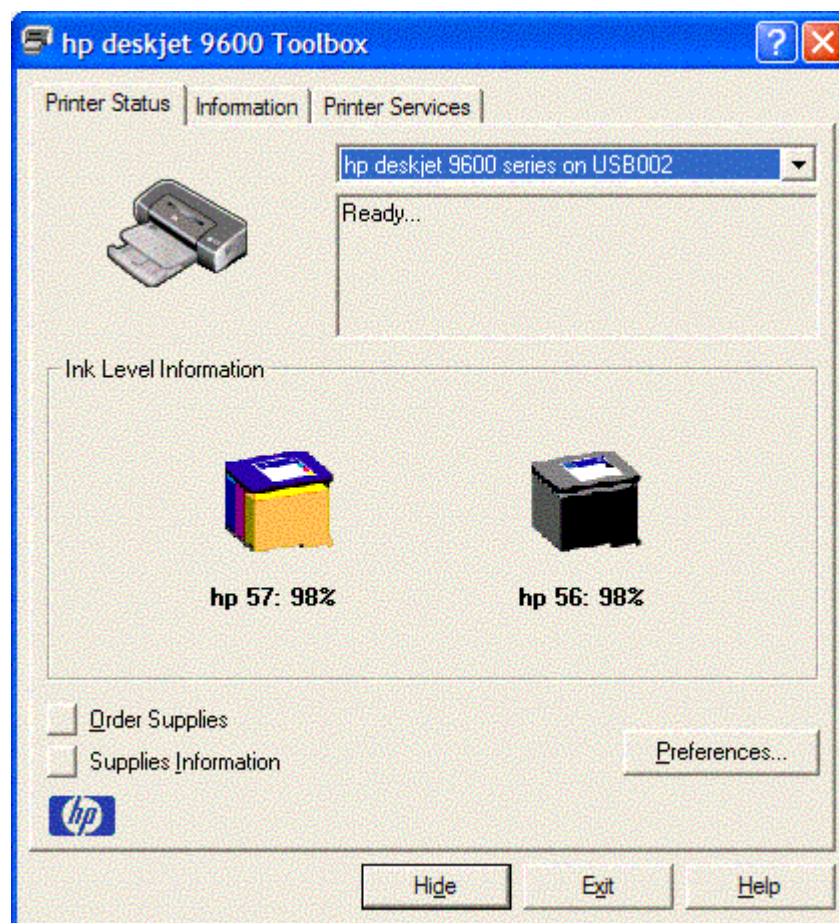 hp deskjet 9600 Toolbox
Printer Status Information Printer Services
hp deskjet 9600 series on USB002
Ready...
Ink Level Information
hp 57: 98% hp 56: 98%
Order Supplies
Supplies Information
Preferences...
hp
Hide Exit Help